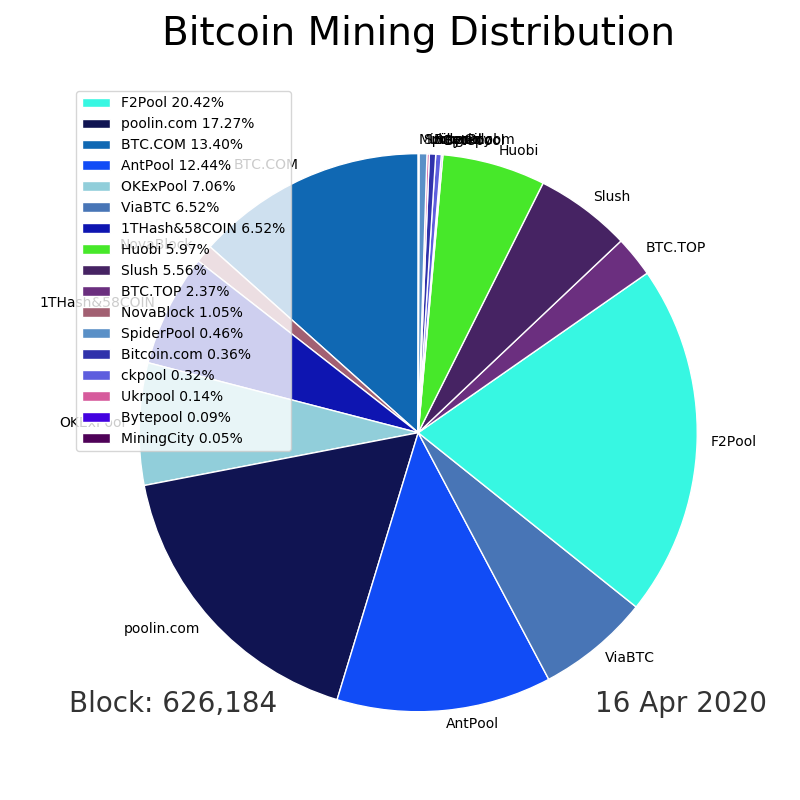 Bitcoin Mining Distribution
F2Pool 20.42%
poolin.com 17.27%
BTC.COM 13.40%
AntPool 12.44%
OKExPool 7.06%
ViaBTC 6.52%
1THash&58COIN 6.52%
Huobi 5.97%
Slush 5.56%
BTC.TOP 2.37%
NovaBlock 1.05%
SpiderPool 0.46%
Bitcoin.com 0.36%
ckpool 0.32%
Ukrpool 0.14%
Bytepool 0.09%
MiningCity 0.05%
Huobi
BTC.COM
Slush
NovaBlock
BTC.TOP
1THash&58COIN
OKExPool
F2Pool
poolin.com
ViaBTC
AntPool
Block: 626,184
16 Apr 2020